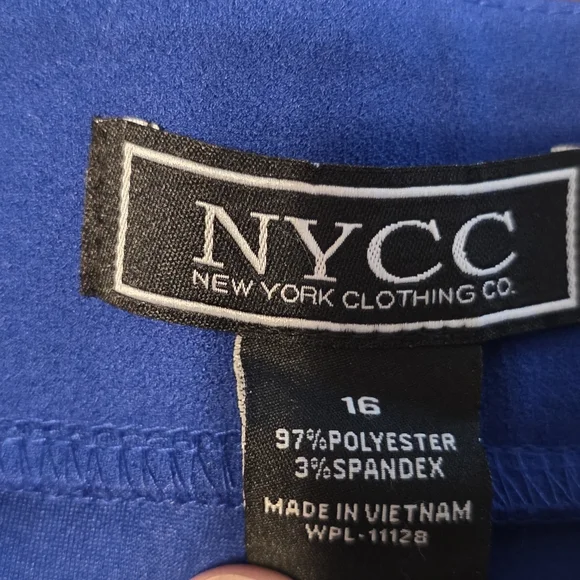 NYCC
NEW YORK CLOTHING CO.
16
97%POLYESTER
3%SPANDEX
MADE IN VIETNAM
WPL-11128